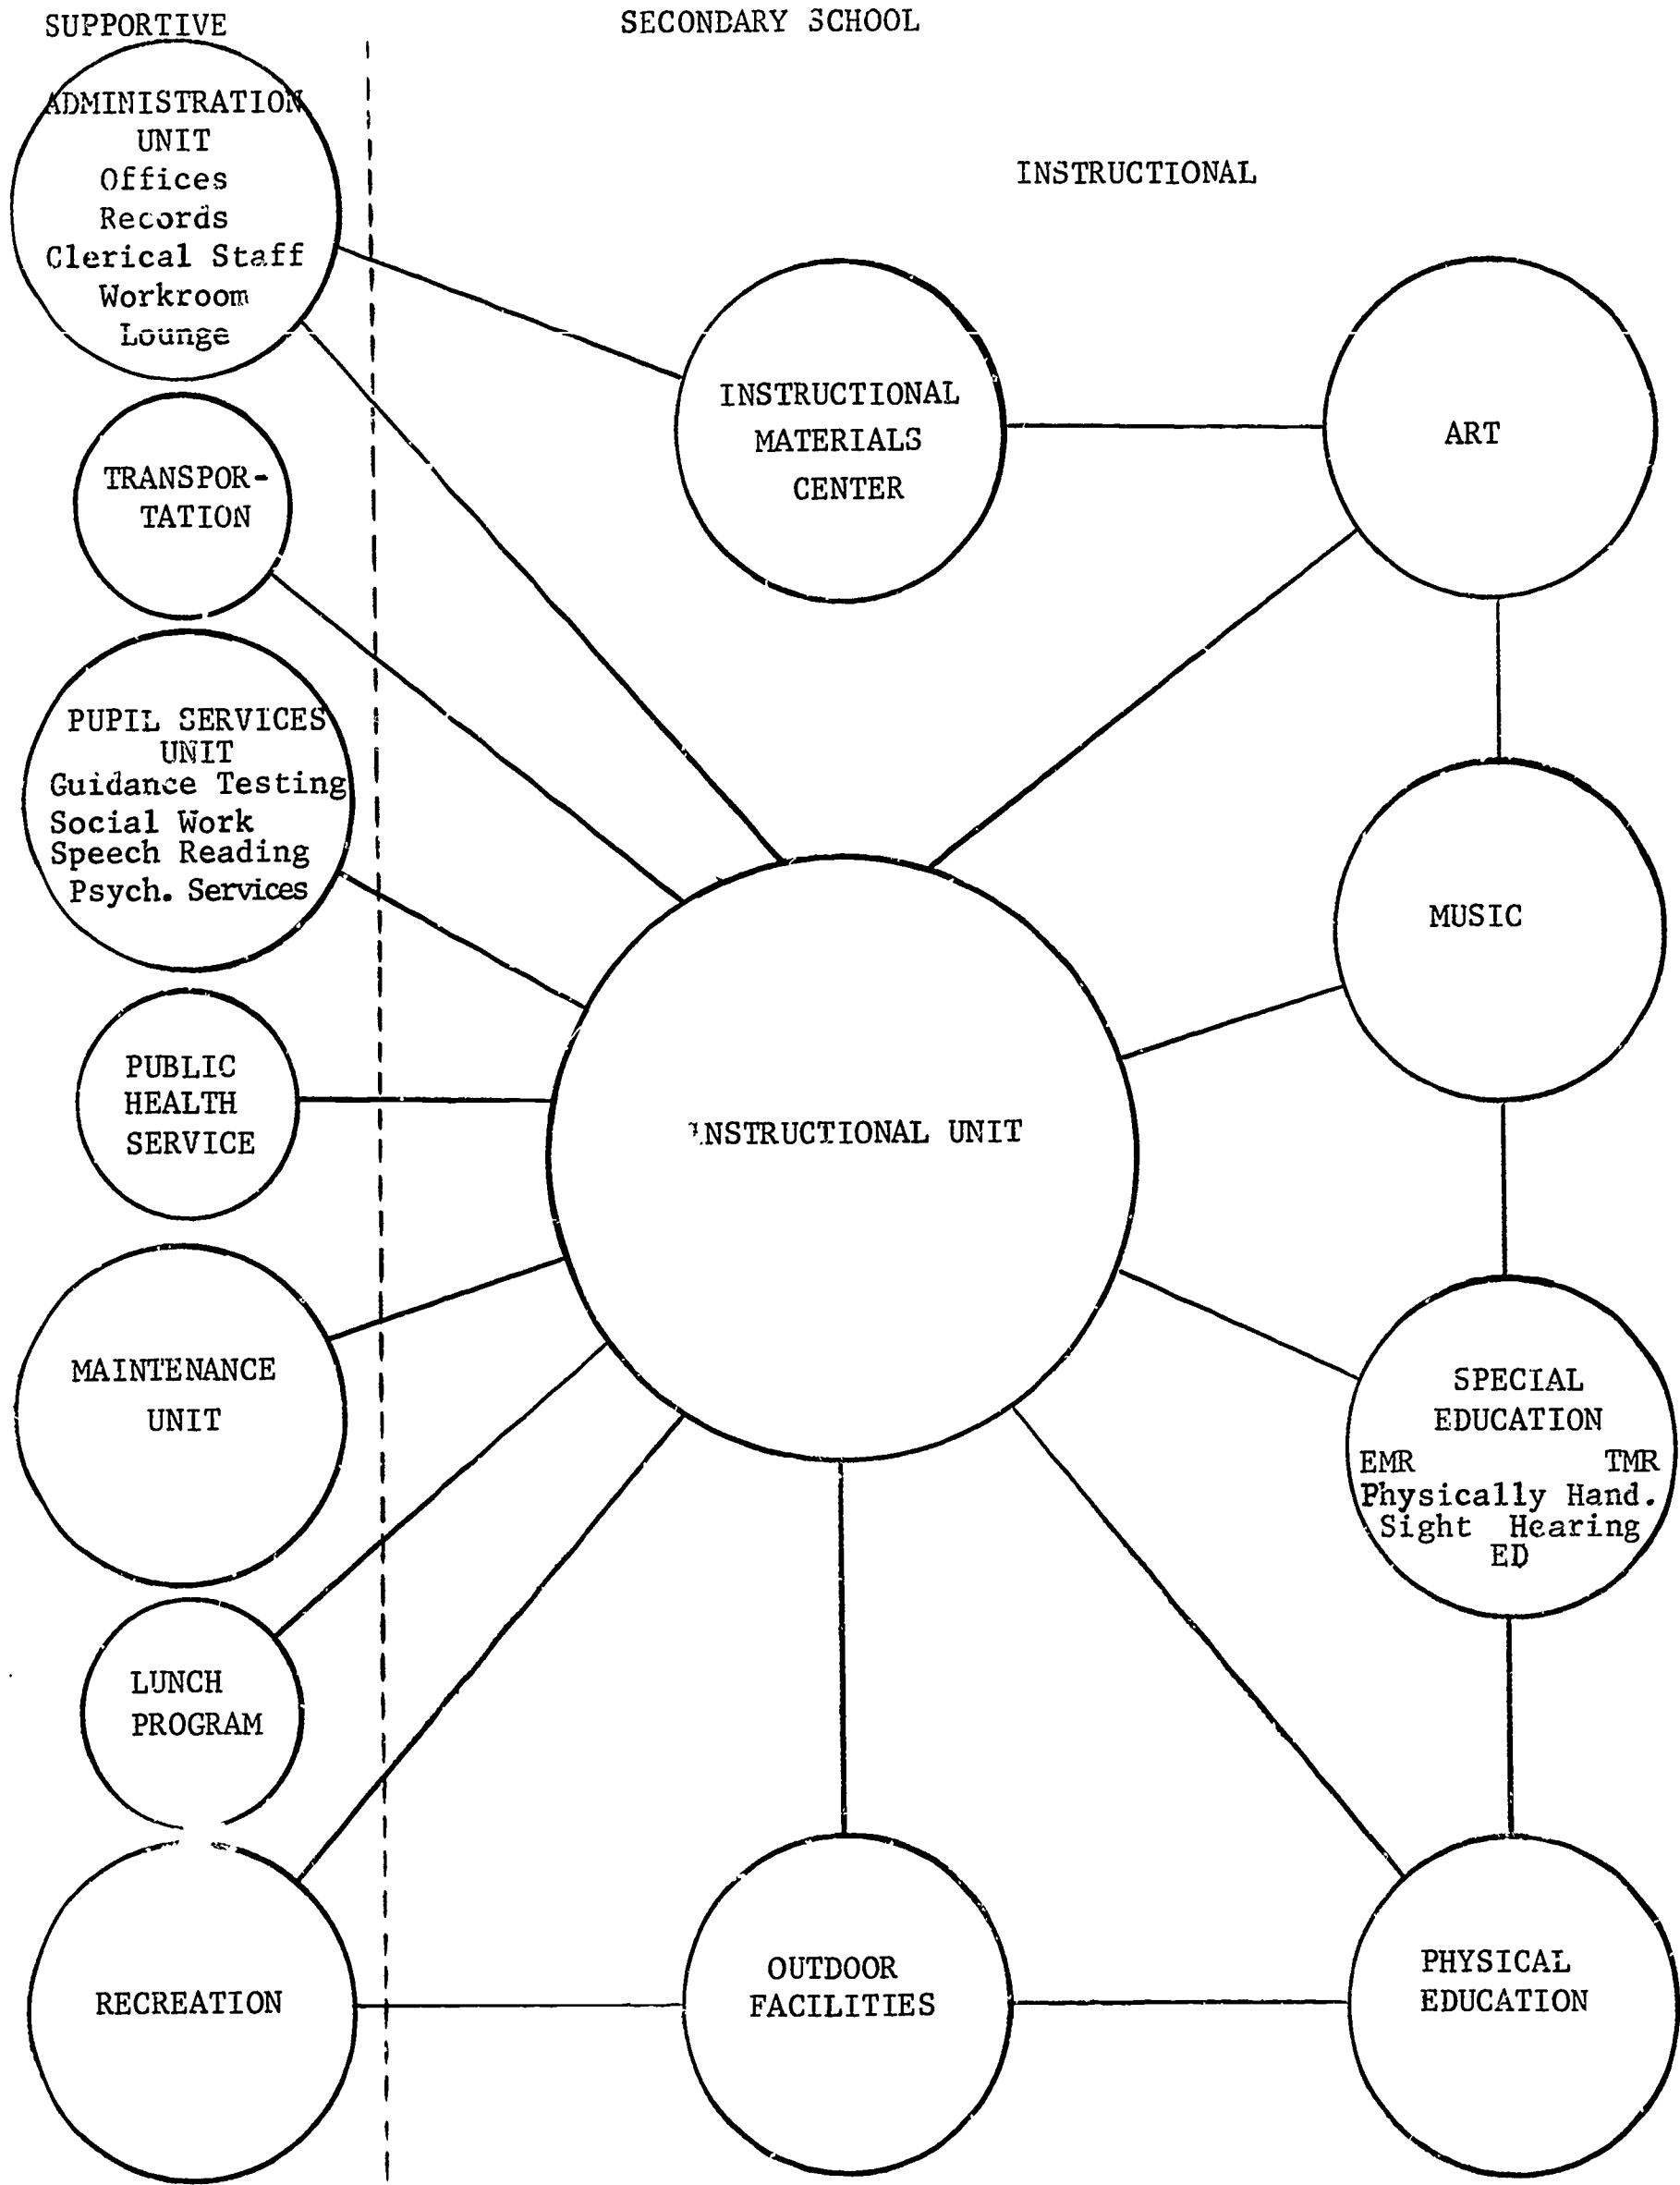 SUPPORTIVE
SECONDARY SCHOOL
ADMINISTRATION
UNIT
Offices
Records
Clerical Staff
Workroom
Lounge
INSTRUCTIONAL
INSTRUCTIONAL
MATERIALS
CENTER
ART
TRANSPOR-
TATION
PUPIL SERVICES
UNIT
Guidance Testing
Social Work
Speech Reading
Psych. Services
MUSIC
PUBLIC
HEALTH
SERVICE
INSTRUCTIONAL UNIT
MAINTENANCE
UNIT
SPECIAL
EDUCATION
EMR TMR
Physically Hand.
Sight Hearing
ED
LUNCH
PROGRAM
RECREATION
OUTDOOR
FACILITIES
PHYSICAL
EDUCATION